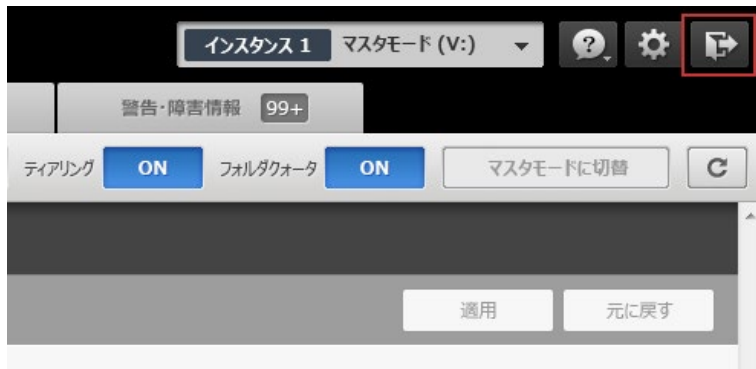 インスタンス 1 マスタモード (V:)
警告・障害情報 99+
ティアリング ON フォルダクォータ ON マスタモードに切替
適用 元に戻す